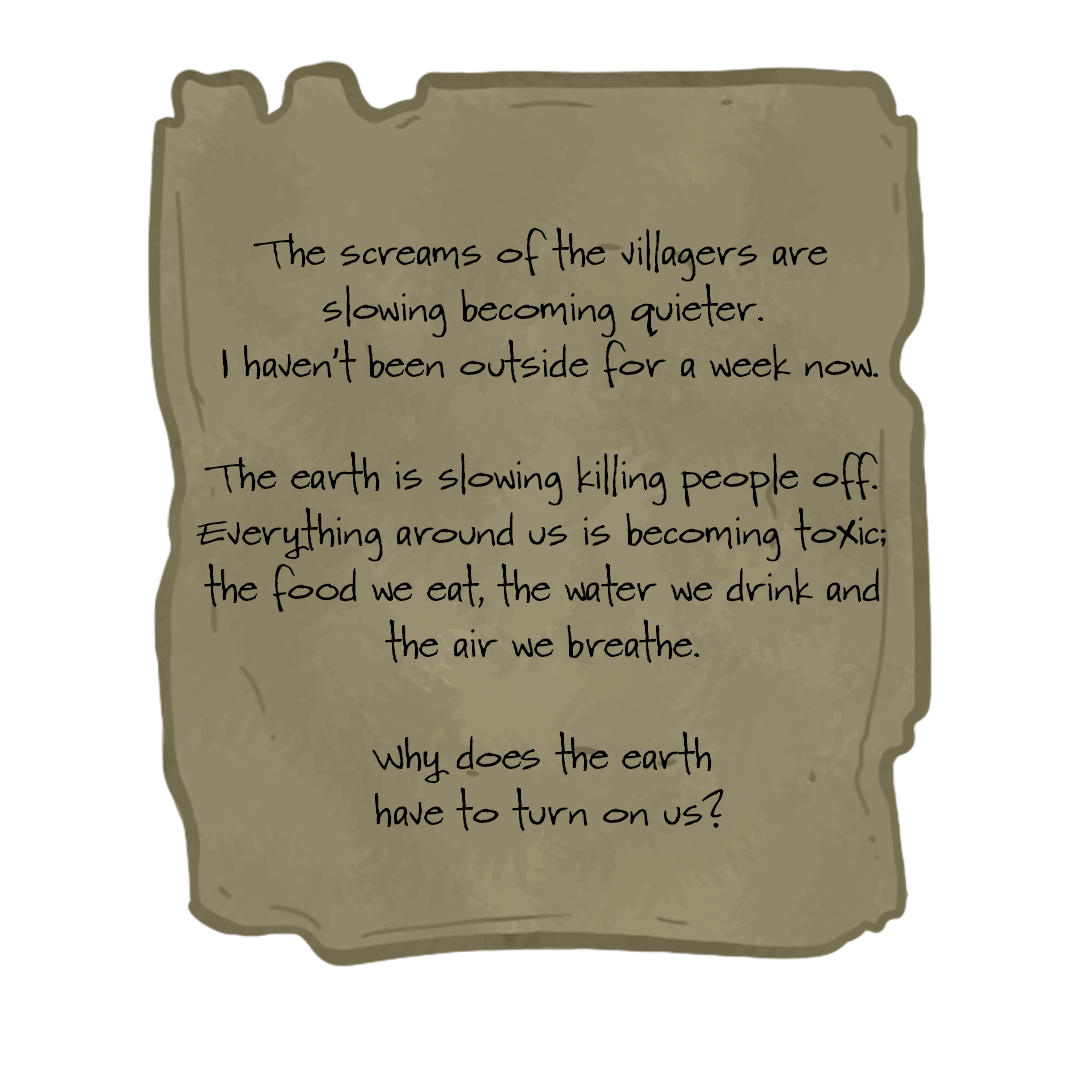 The screams of the villagers are
slowing becoming quieter.
I haven't been outside for a week now.
The earth is slowing killing people off.
Everything around us is becoming toxic;
the food we eat, the water we drink and
the air we breathe.
Why does the earth
have to turn on us?